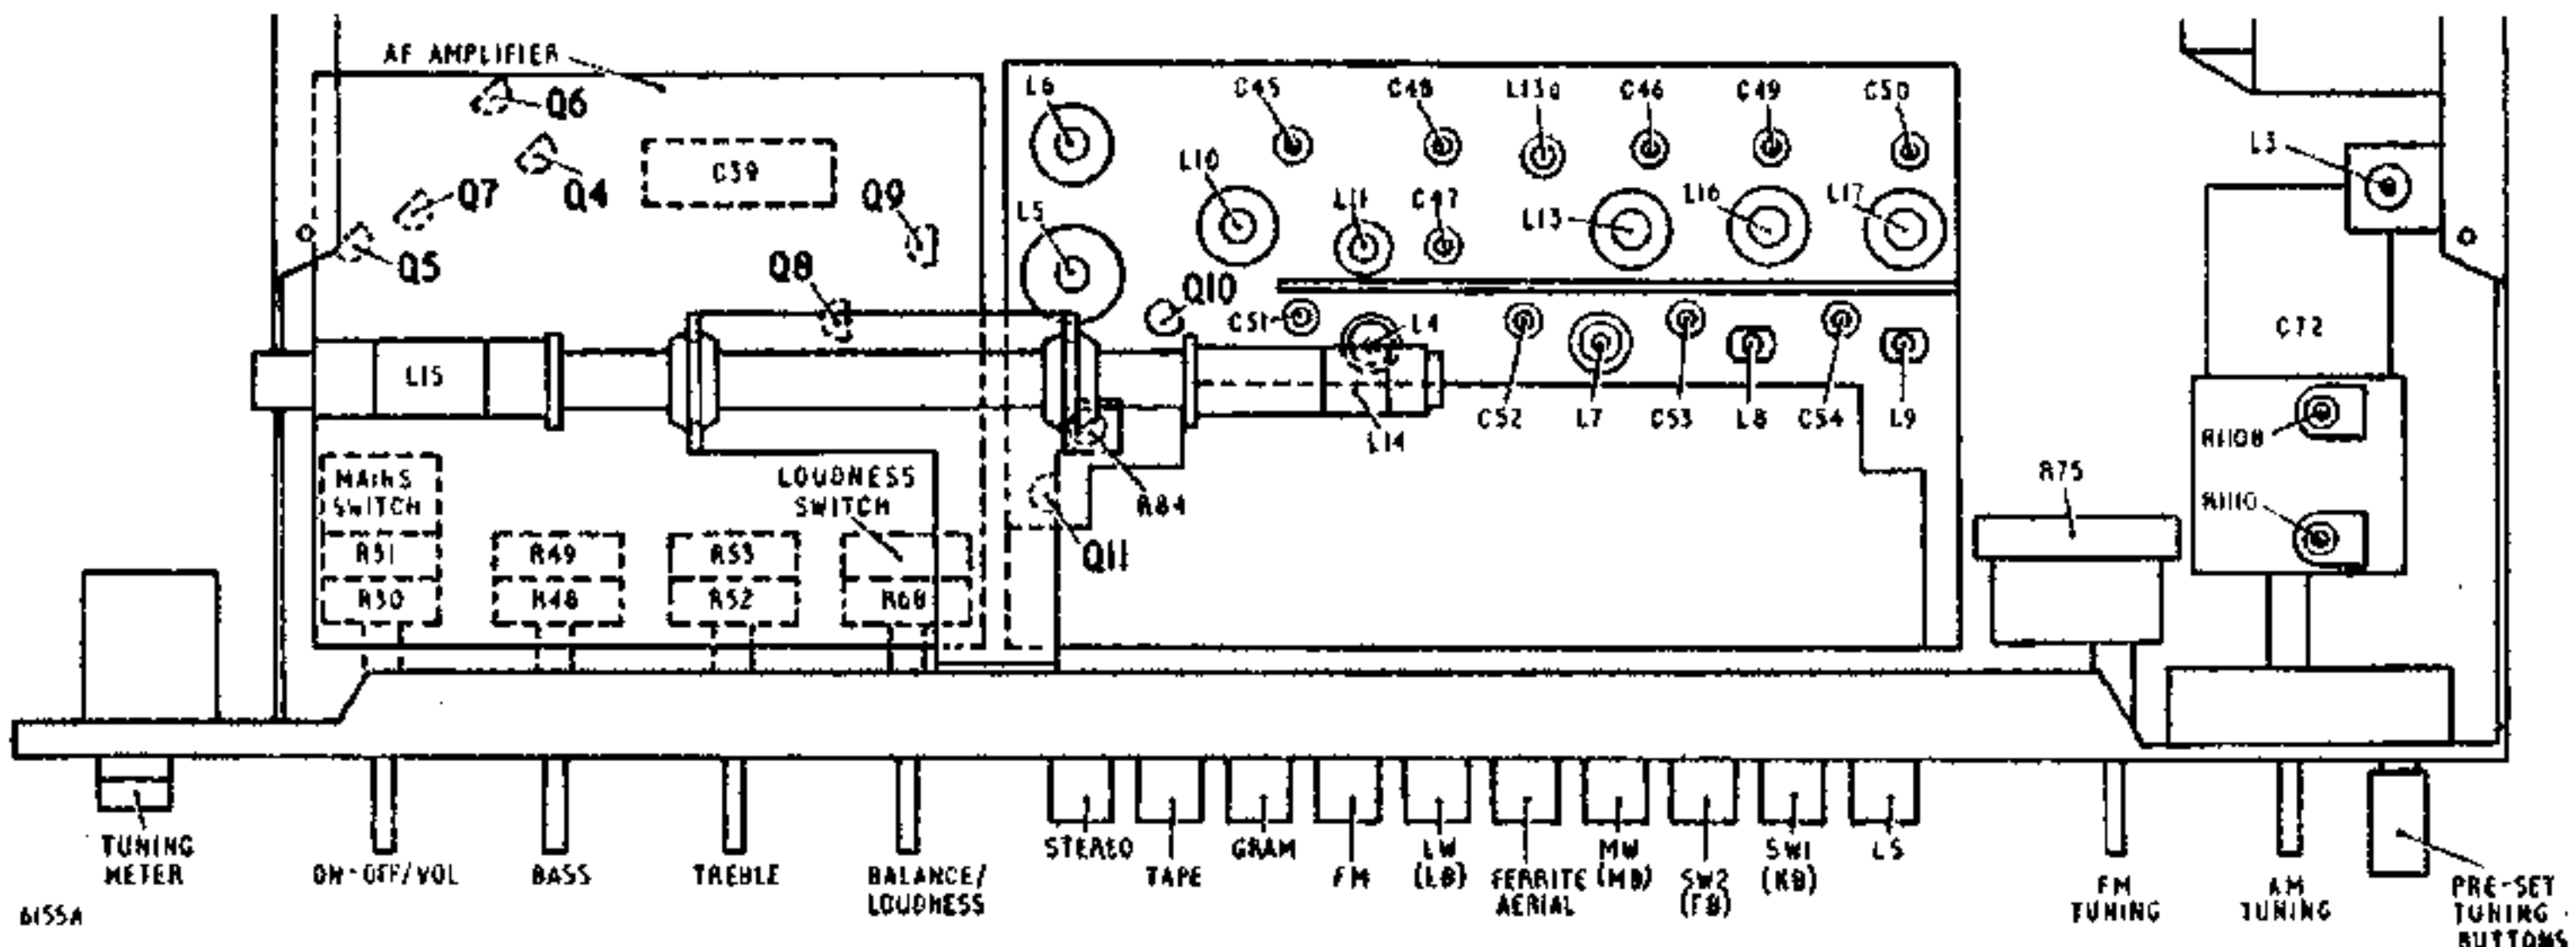 AF AMPLIFIER
Q6
Q4
Q7
Q5
C39
Q9
Q8
L15
MAINS
SWITCH
R31
R30
R49
R48
R53
R52
LOUDNESS
SWITCH
R68
L6
L5
L10
C45
C48
L13a
C46
C49
C50
L11
C47
L13
L16
L17
Q10
C51
L4
L14
C52
L7
C53
L8
C54
L9
R84
Q11
L3
C72
R1108
R1110
R75
TUNING
METER
ON-OFF/VOL
BASS
TREBLE
BALANCE/
LOUDNESS
STEREO
TAPE
GRAM
FM
LW
(LB)
FERRITE
AERIAL
MW
(MB)
SW2
(FB)
SW1
(KB)
LS
FM
TUNING
AM
TUNING
PRE-SET
TUNING
BUTTONS
6155A